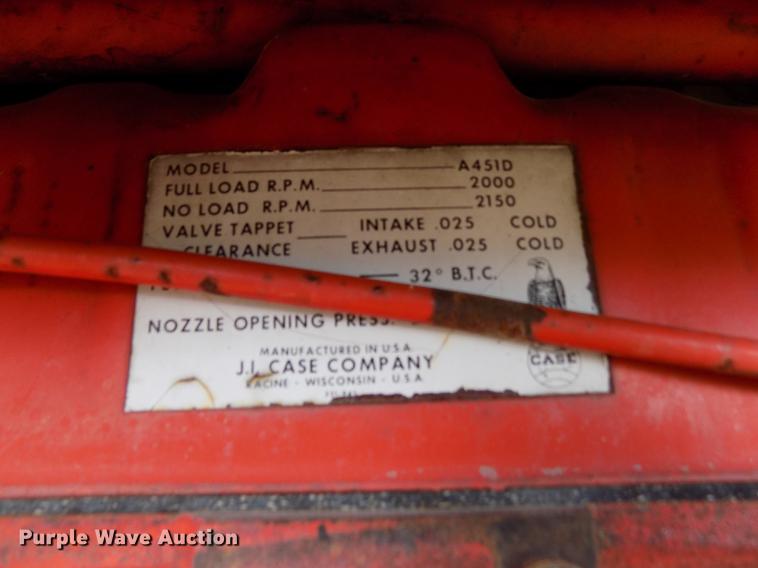 MODEL A451D
FULL LOAD R.P.M. 2000
NO LOAD R.P.M. 2150
VALVE TAPPET INTAKE .025 COLD
CLEARANCE EXHAUST .025 COLD
32° B.T.C.
NOZZLE OPENING PRESS.
MANUFACTURED IN U.S.A.
J.I. CASE COMPANY
RACINE - WISCONSIN - U.S.A.
CASE
Purple Wave Auction